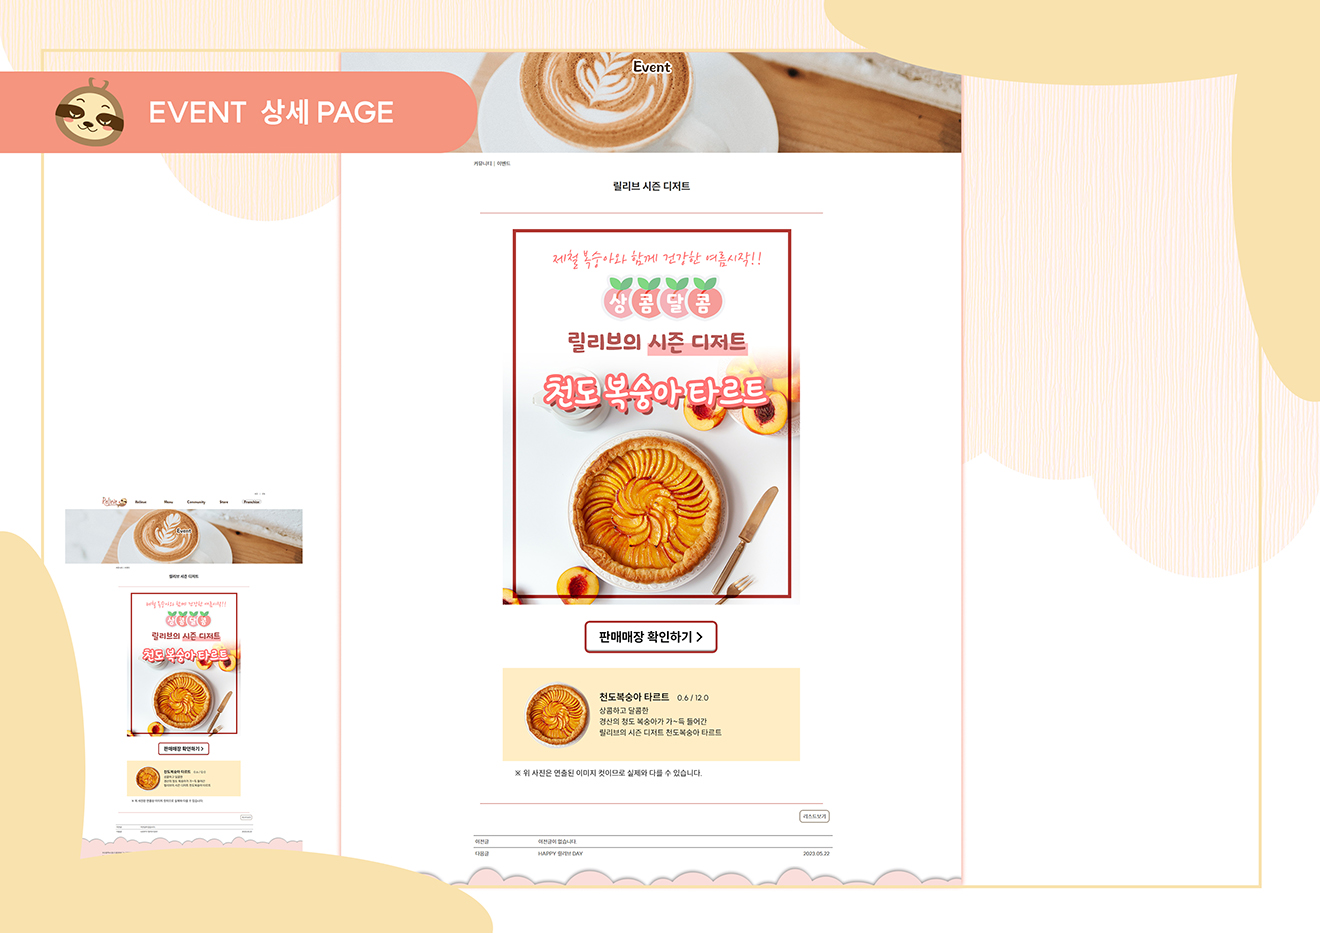 EVENT 상세 PAGE
Event
커뮤니티 | 이벤트
릴리브 시즌 디저트
제철 복숭아와 함께 건강한 여름시작!!
상콤달콤
릴리브의 시즌 디저트
천도복숭아 타르트
판매매장 확인하기 >
천도복숭아 타르트 0.6 / 12.0
상콤하고 달콤한
경산의 청도 복숭아가 가~득 들어간
릴리브의 시즌 디저트 천도복숭아 타르트
※ 위 사진은 연출된 이미지 컷이므로 실제와 다를 수 있습니다.
리스트보기
이전글 이전글이 없습니다.
다음글 HAPPY 릴리브 DAY 2023.05.22
Relieve Menu Community Store Franchise
Event
릴리브 시즌 디저트
제철 복숭아와 함께 건강한 여름시작!!
상콤달콤
릴리브의 시즌 디저트
천도복숭아 타르트
판매매장 확인하기 >
천도복숭아 타르트